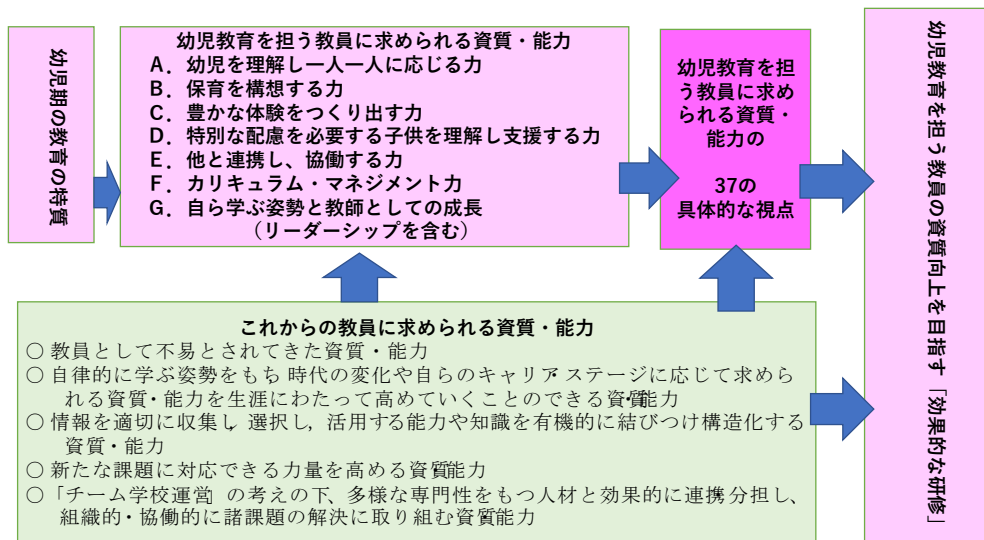 幼児期の教育の特質
幼児教育を担う教員に求められる資質・能力
A．幼児を理解し一人一人に応じる力
B．保育を構想する力
C．豊かな体験をつくり出す力
D．特別な配慮を必要する子供を理解し支援する力
E．他と連携し、協働する力
F．カリキュラム・マネジメント力
G．自ら学ぶ姿勢と教師としての成長
（リーダーシップを含む）
幼児教育を担
う教員に求め
られる資質・
能力の
37の
具体的な視点
幼児教育を担う教員の資質向上を目指す「効果的な研修」
これからの教員に求められる資質・能力
○ 教員として不易とされてきた資質・能力
○ 自律的に学ぶ姿勢をもち、時代の変化や自らのキャリアステージに応じて求めら
れる資質・能力を生涯にわたって高めていくことのできる資質・能力
○ 情報を適切に収集し、選択し，活用する能力や知識を有機的に結びつけ構造化する
資質・能力
○ 新たな課題に対応できる力量を高める資質能力
○「チーム学校運営」の考えの下、多様な専門性をもつ人材と効果的に連携分担し、
組織的・協働的に諸課題の解決に取り組む資質能力